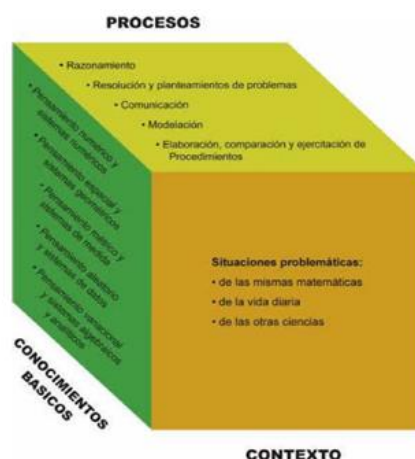 PROCESOS
• Razonamiento
• Resolución y planteamientos de problemas
• Comunicación
• Modelación
• Elaboración, comparación y ejercitación de
Procedimientos
• Pensamiento numérico y
sistemas numéricos
• Pensamiento espacial y
sistemas geométricos
• Pensamiento métrico y
sistemas de medida
• Pensamiento aleatorio
y sistemas de datos
• Pensamiento variacional
y sistemas algebraicos
y analíticos
Situaciones problemáticas:
• de las mismas matemáticas
• de la vida diaria
• de las otras ciencias
CONOCIMIENTOS
BASICOS
CONTEXTO